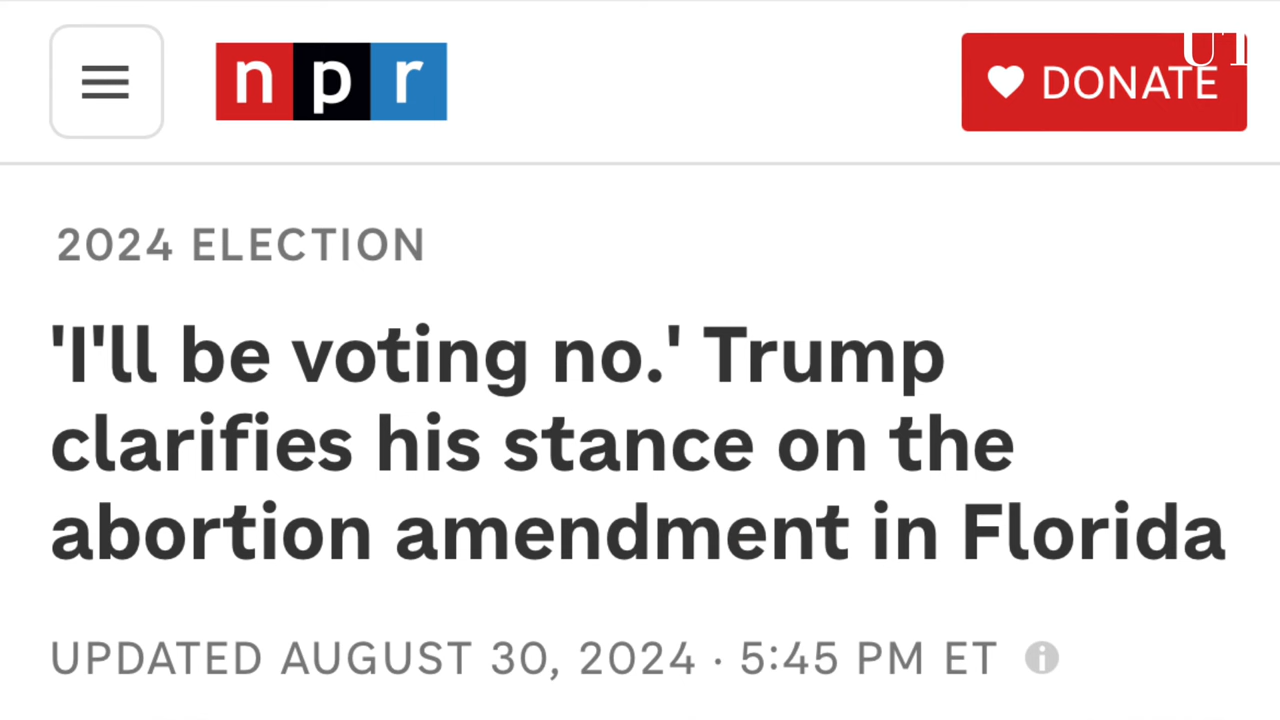 npr
DONATE
2024 ELECTION
'I'll be voting no.' Trump
clarifies his stance on the
abortion amendment in Florida
UPDATED AUGUST 30, 2024 · 5:45 PM ET